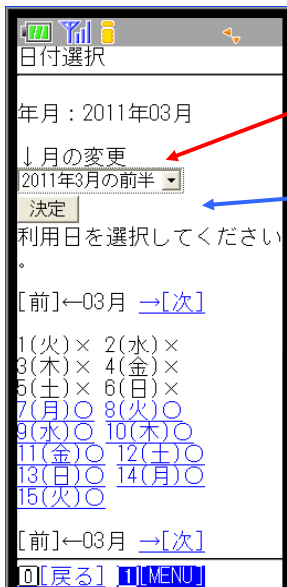 日付選択
年月：2011年03月
↓月の変更
2011年3月の前半
決定
利用日を選択してください
。
[前]←03月 →[次]
1(火)× 2(水)×
3(木)× 4(金)×
5(土)× 6(日)×
7(月)○ 8(火)○
9(水)○ 10(木)○
11(金)○ 12(土)○
13(日)○ 14(月)○
15(火)○
[前]←03月 →[次]
0[戻る] 1[MENU]